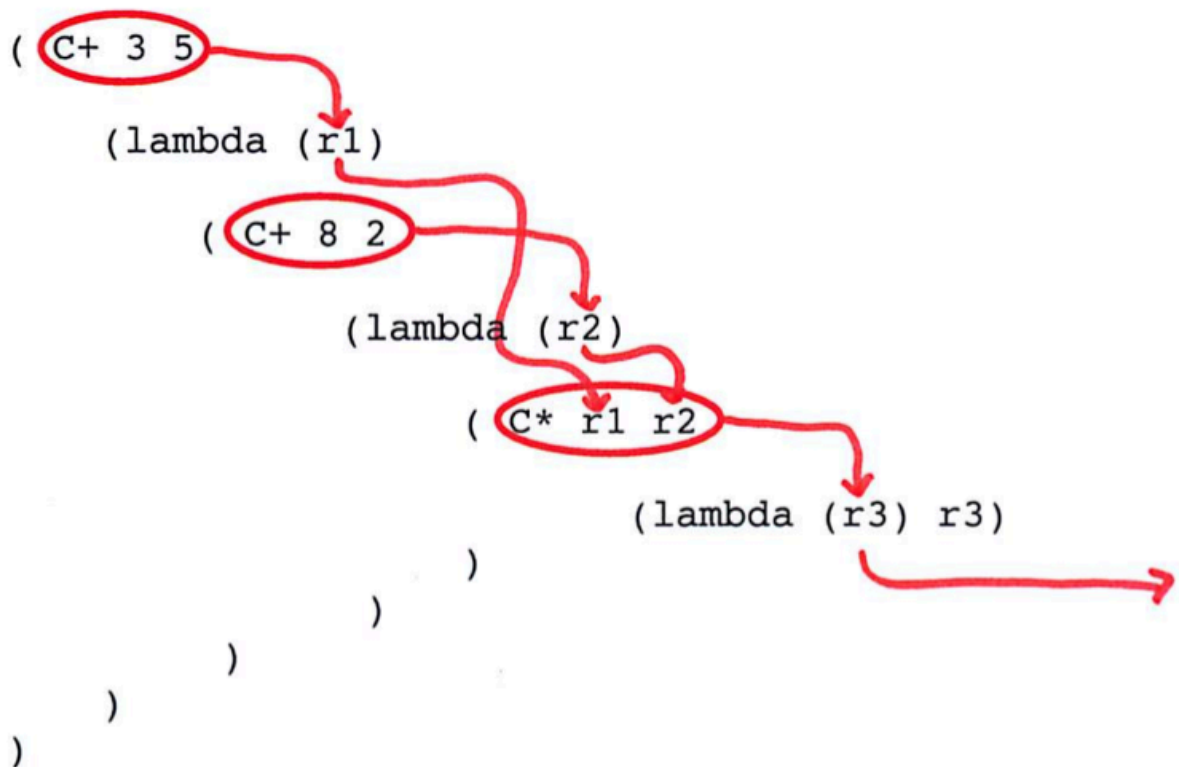 ( C+ 3 5
(lambda (r1)
( C+ 8 2
(lambda (r2)
( C* r1 r2
(lambda (r3) r3)
)
)
)
)
)